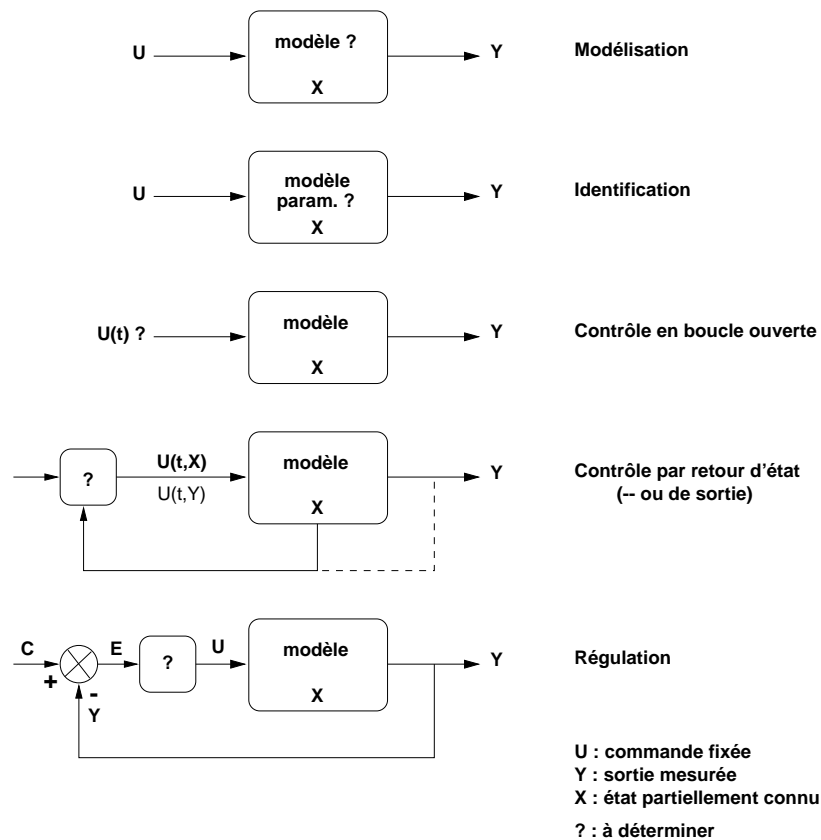 modèle ?
U
Y
Modélisation
X
modèle
param. ?
U
Y
Identification
X
modèle
U(t) ?
Y
Contrôle en boucle ouverte
X
U(t,X)
modèle
?
Y
Contrôle par retour d'état
U(t,Y)
(-- ou de sortie)
X
C
E
U
modèle
?
Y
Régulation
+
-
X
Y
U : commande fixée
Y : sortie mesurée
X : état partiellement connu
? : à déterminer